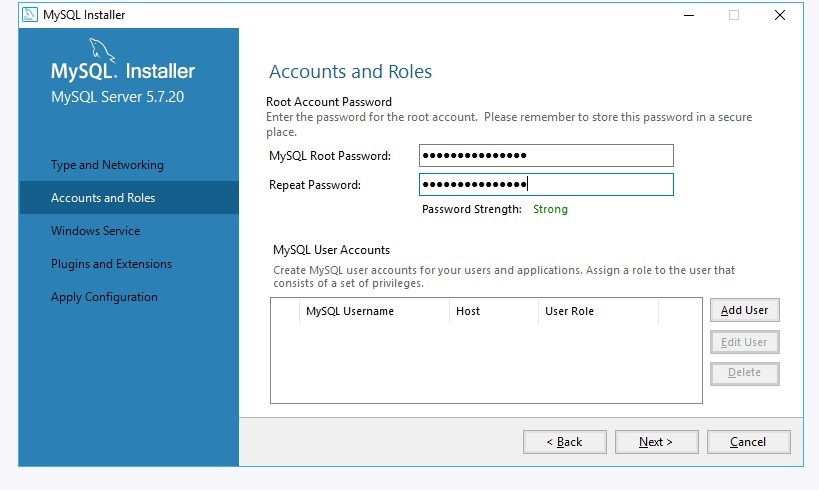 MySQL Installer
MySQL. Installer
MySQL Server 5.7.20
Type and Networking
Accounts and Roles
Windows Service
Plugins and Extensions
Apply Configuration
Accounts and Roles
Root Account Password
Enter the password for the root account. Please remember to store this password in a secure
place.
MySQL Root Password: ●●●●●●●●●●●●●●●
Repeat Password: ●●●●●●●●●●●●●●●
Password Strength: Strong
MySQL User Accounts
Create MySQL user accounts for your users and applications. Assign a role to the user that
consists of a set of privileges.
MySQL Username Host User Role
Add User
Edit User
Delete
< Back Next > Cancel